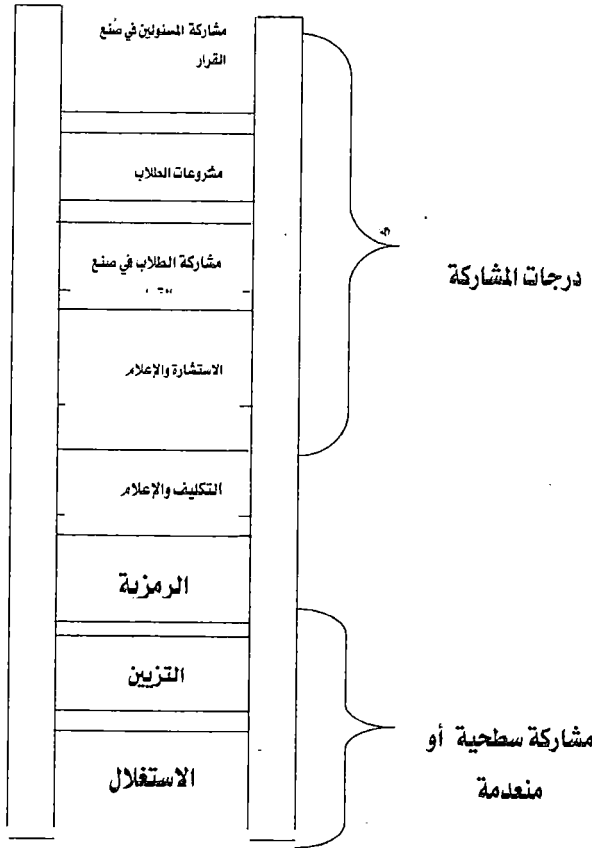 مشاركة المسئولين في صُنع
القرار
مشروعات الطلاب
مشاركة الطلاب في صنع
درجات المشاركة
الاستشارة والإعلام
التكليف والإعلام
الرمزية
التزيين
مشاركة سطحية أو
منعدمة
الاستغلال